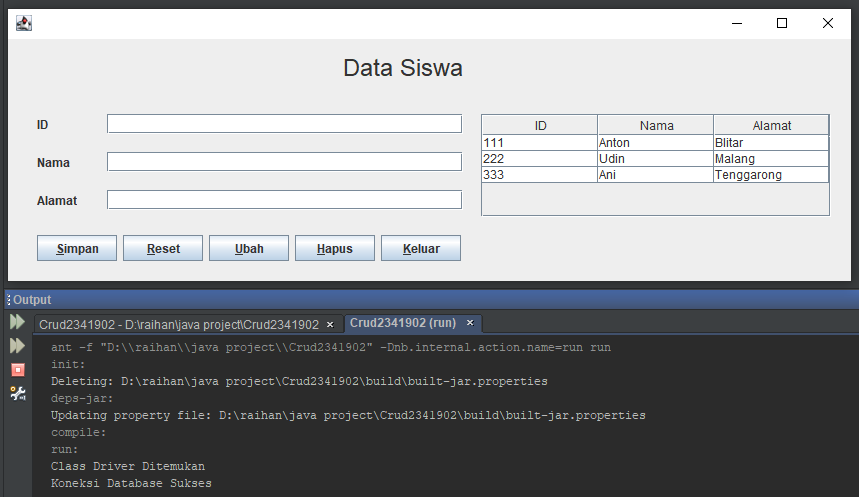 Data Siswa
ID
Nama
Alamat
Simpan Reset Ubah Hapus Keluar
ID Nama Alamat
111 Anton Blitar
222 Udin Malang
333 Ani Tenggarong
Output
Crud2341902 - D:\raihan\java project\Crud2341902 × Crud2341902 (run) ×
ant -f "D:\\raihan\\java project\\Crud2341902" -Dnb.internal.action.name=run run
init:
Deleting: D:\raihan\java project\Crud2341902\build\built-jar.properties
deps-jar:
Updating property file: D:\raihan\java project\Crud2341902\build\built-jar.properties
compile:
run:
Class Driver Ditemukan
Koneksi Database Sukses